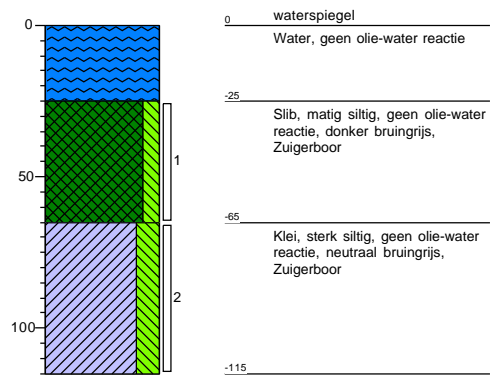 0
50
100
1
2
0 waterspiegel
Water, geen olie-water reactie
-25
Slib, matig siltig, geen olie-water
reactie, donker bruingrijs,
Zuigerboor
-65
Klei, sterk siltig, geen olie-water
reactie, neutraal bruingrijs,
Zuigerboor
-115